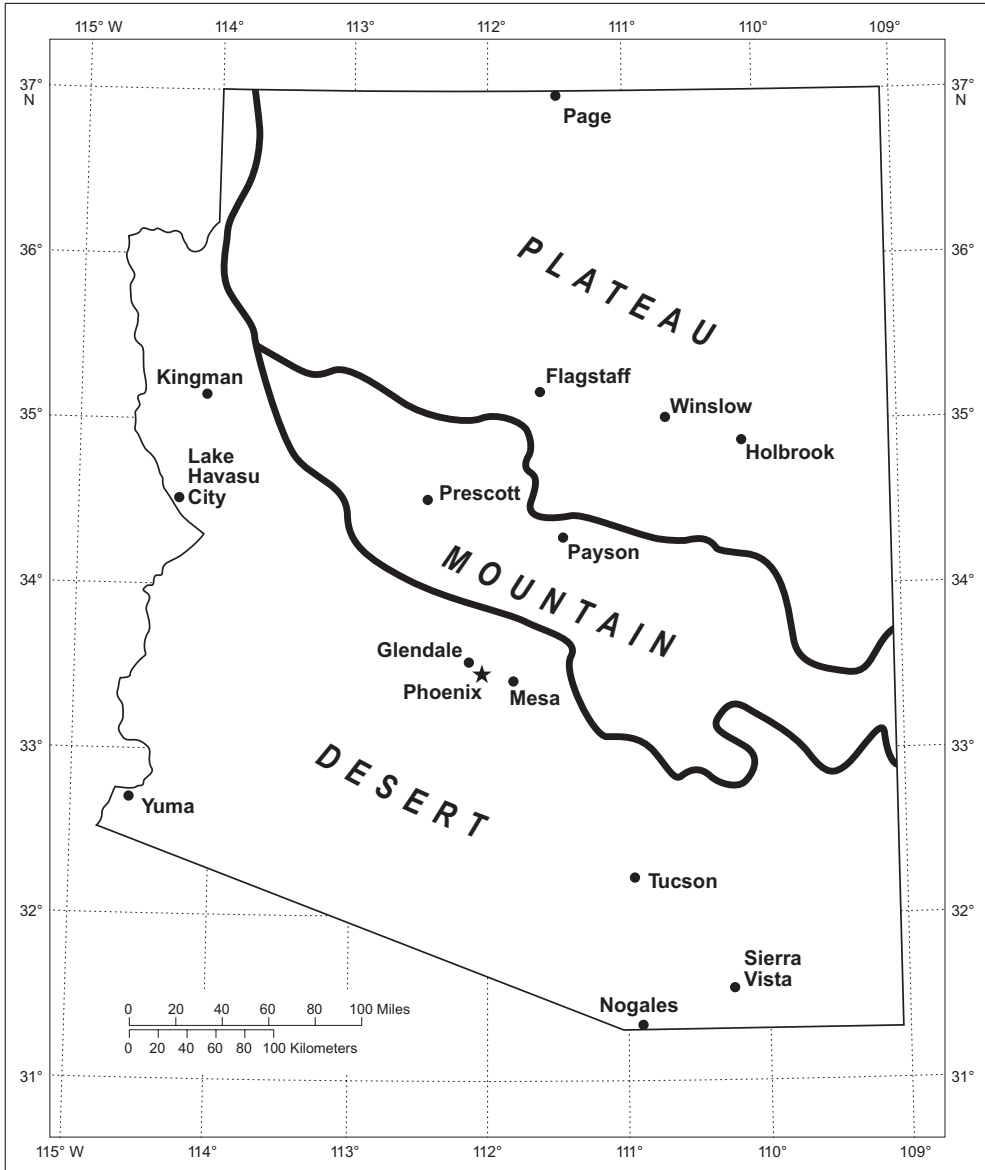 115° W 114° 113° 112° 111° 110° 109°
37°
N
37°
N
Page
PLATEAU
36° 36°
Kingman
Flagstaff
Winslow
35° 35°
Holbrook
Lake
Havasu
City
Prescott
Payson
MOUNTAIN
34° 34°
Glendale
Phoenix
Mesa
33° 33°
DESERT
Yuma
Tucson
32° 32°
Sierra
Vista
Nogales
0 20 40 60 80 100 Miles
0 20 40 60 80 100 Kilometers
31° 31°
115° W 114° 113° 112° 111° 110° 109°